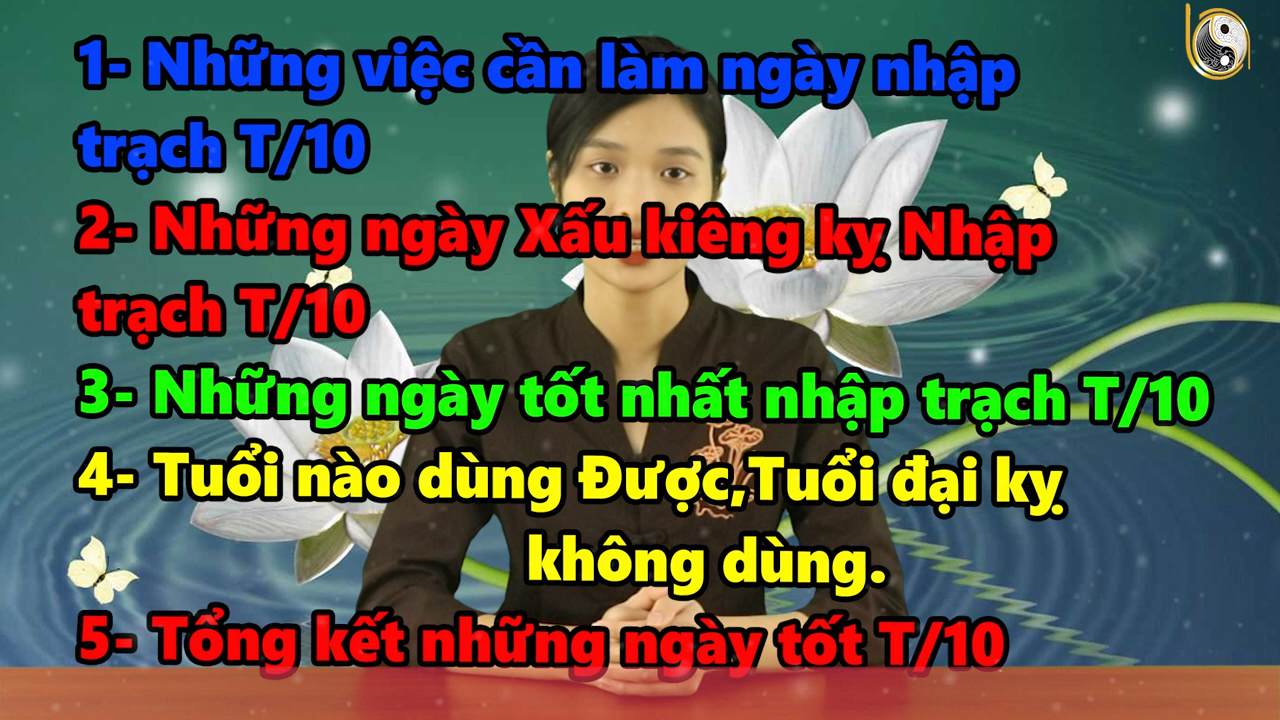 1- Những việc cần làm ngày nhập
trạch T/10
2- Những ngày Xấu kiêng kỵ Nhập
trạch T/10
3- Những ngày tốt nhất nhập trạch T/10
4- Tuổi nào dùng Được,Tuổi đại kỵ
không dùng.
5- Tổng kết những ngày tốt T/10